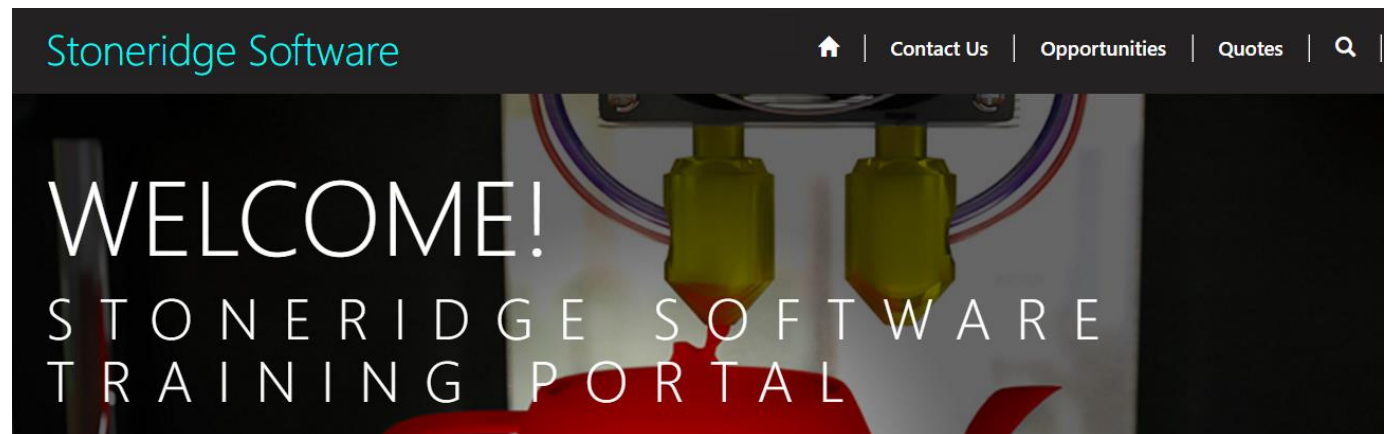 Stoneridge Software
Contact Us | Opportunities | Quotes
WELCOME!
STONERIDGE SOFTWARE
TRAINING PORTAL